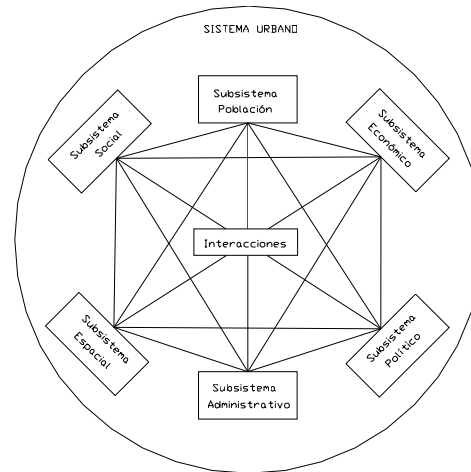 SISTEMA URBANO
Subsistema
Población
Subsistema
Social
Subsistema
Económico
Interacciones
Subsistema
Espacial
Subsistema
Político
Subsistema
Administrativo